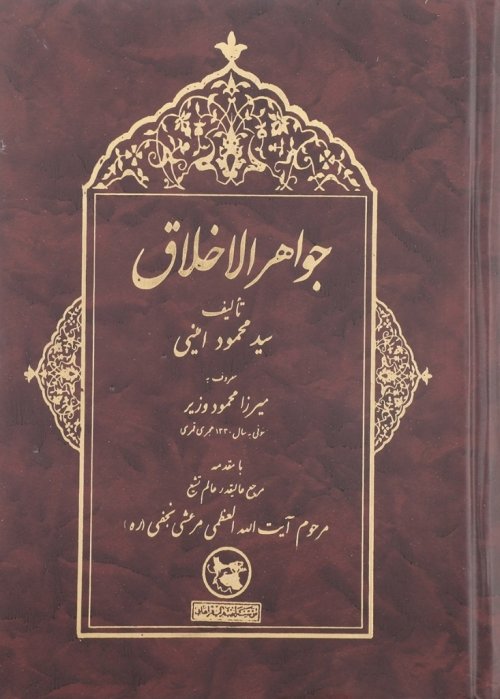 جواهر الاخلاق
تألیف
سید محمود امینی
معروف به
میرزا محمود وزیر
متوفی به سال ۱۳۳۰ هجری قمری
با مقدمه
مرجع عالیقدر عالم تشیع
مرحوم آیت الله العظمی مرعشی نجفی (ره)